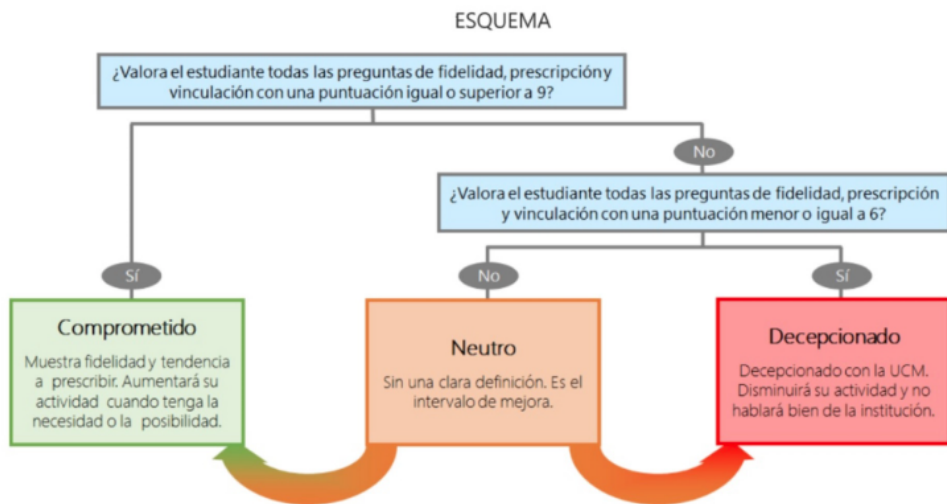 ESQUEMA
¿Valora el estudiante todas las preguntas de fidelidad, prescripción y
vinculación con una puntuación igual o superior a 9?
No
¿Valora el estudiante todas las preguntas de fidelidad, prescripción
y vinculación con una puntuación menor o igual a 6?
Sí
No
Sí
Comprometido
Muestra fidelidad y tendencia
a prescribir. Aumentará su
actividad cuando tenga la
necesidad o la posibilidad.
Neutro
Sin una clara definición. Es el
intervalo de mejora.
Decepcionado
Decepcionado con la UCM.
Disminuirá su actividad y no
hablará bien de la institución.